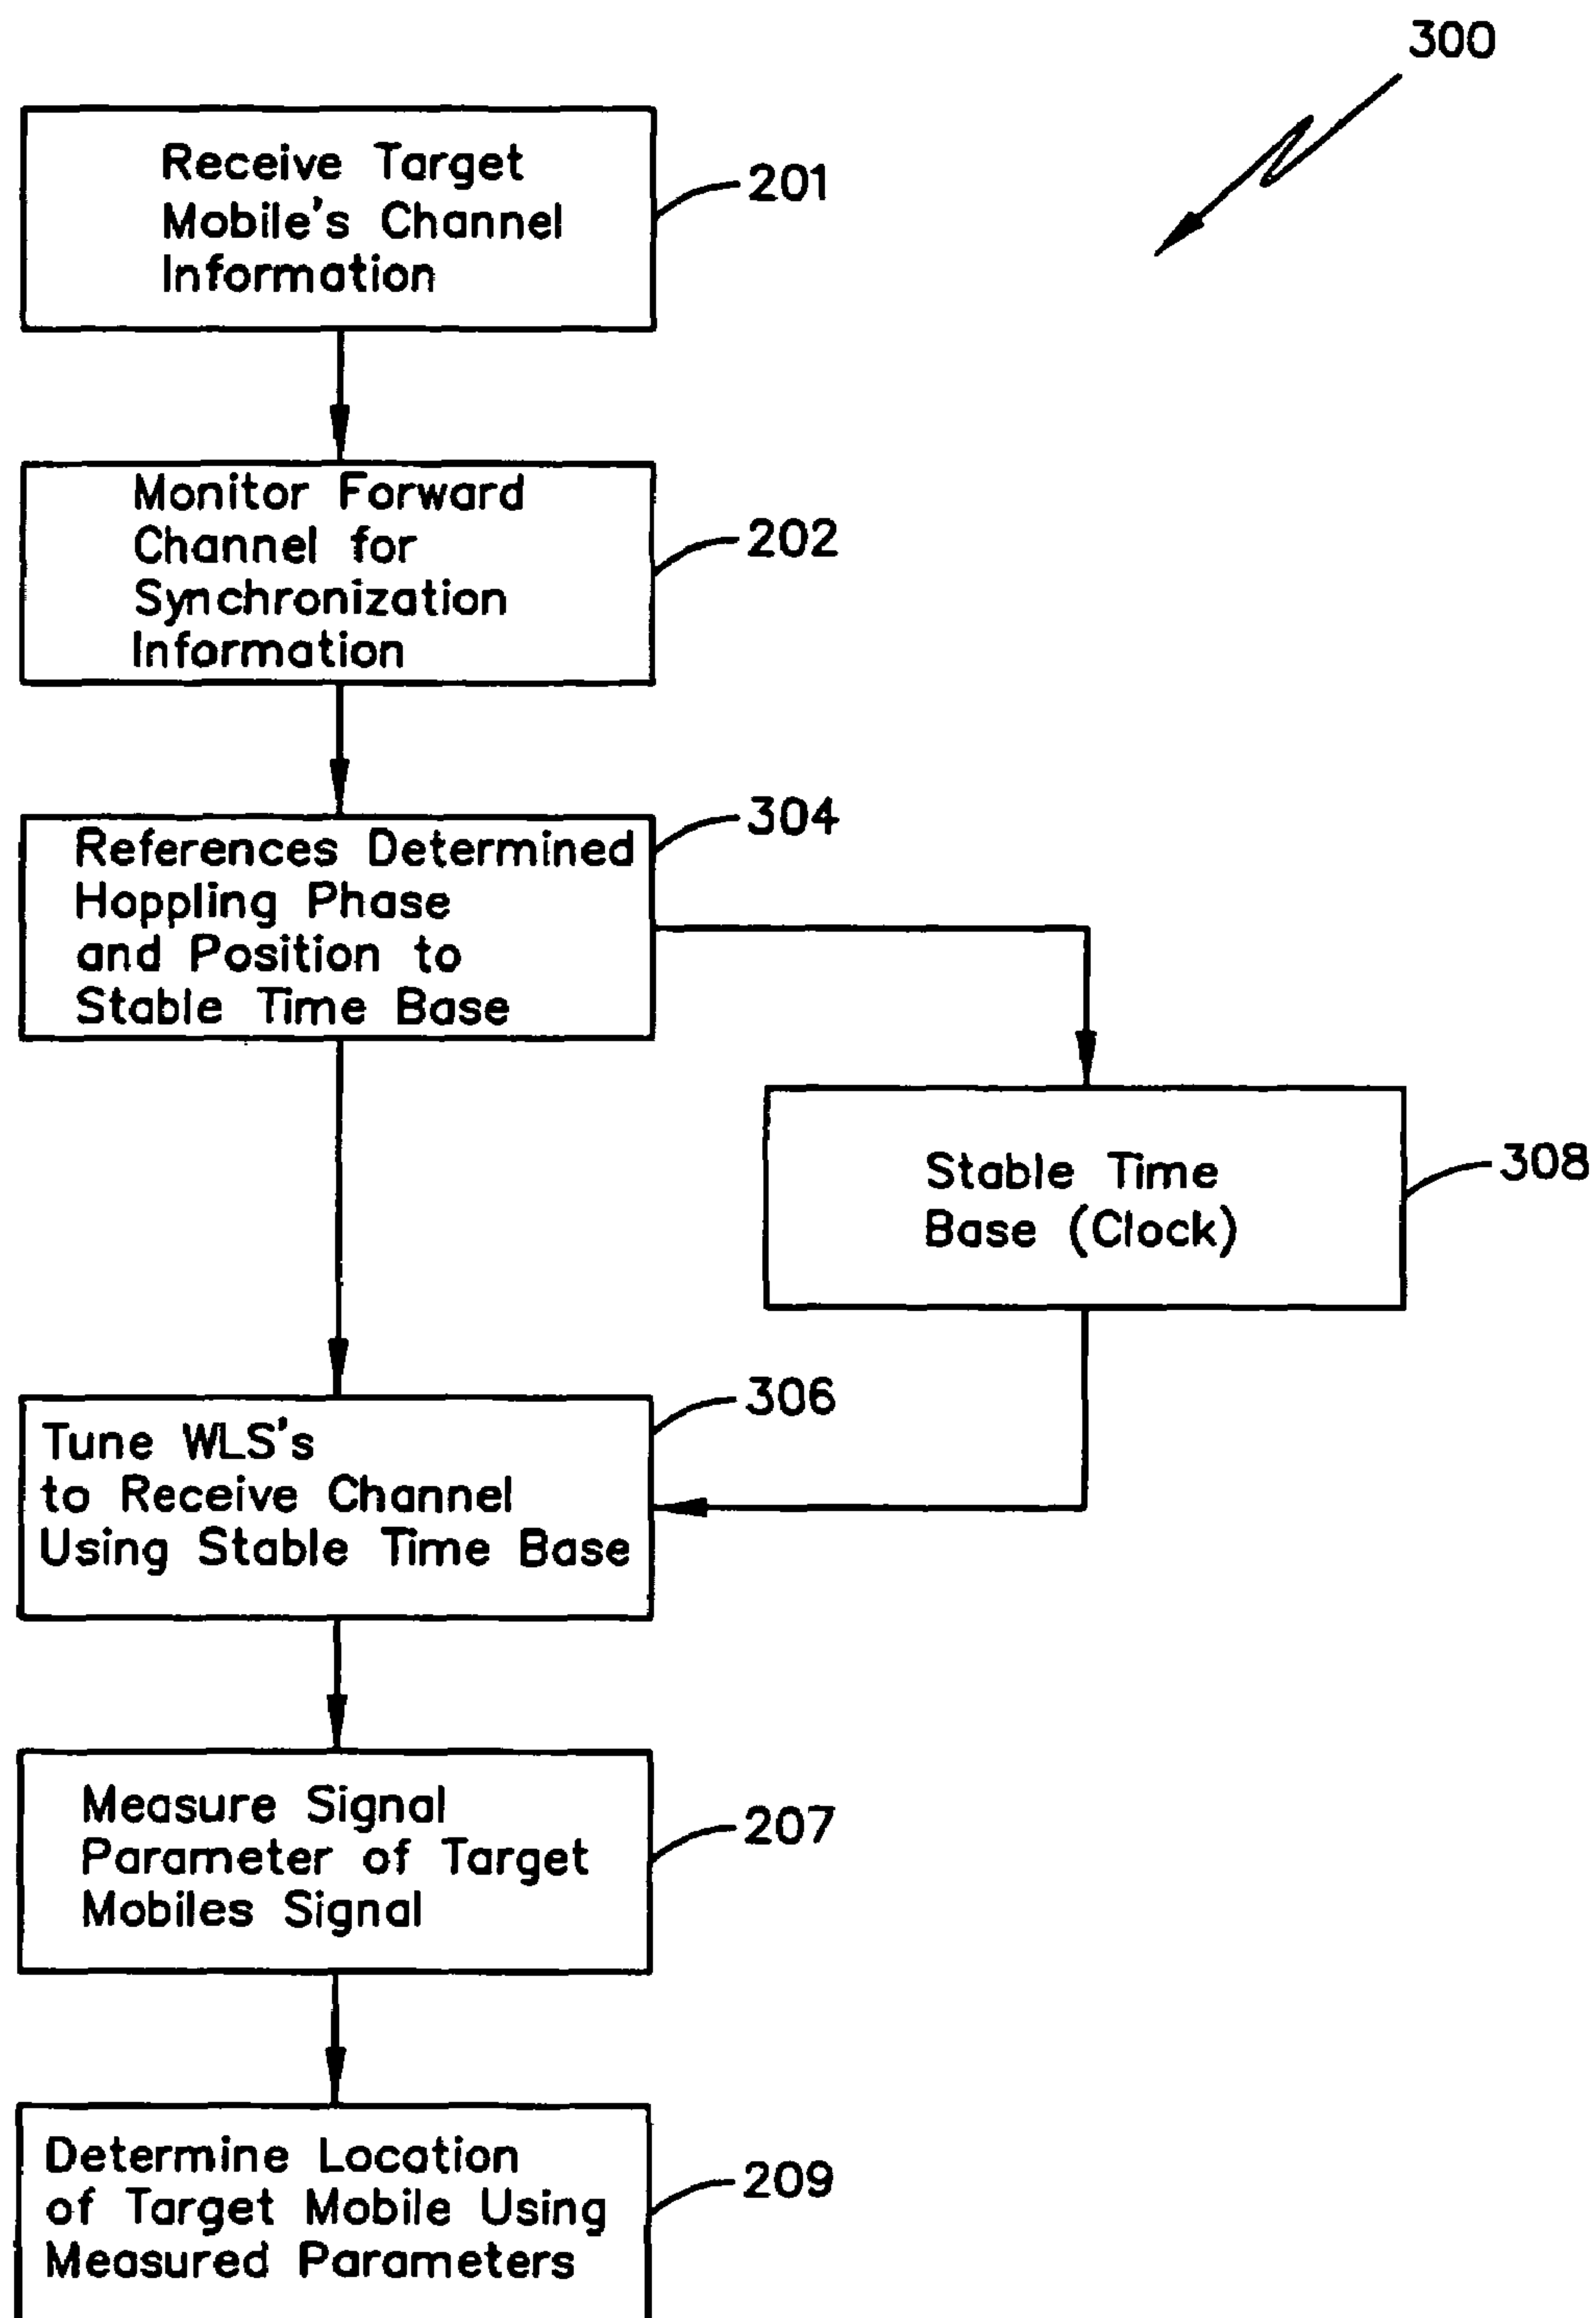 300
Receive Target
Mobile's Channel
Information
201
Monitor Forward
Channel for
Synchronization
Information
202
References Determined
Hoppling Phase
and Position to
Stable Time Base
304
Stable Time
Base (Clock)
308
Tune WLS's
to Receive Channel
Using Stable Time Base
306
Measure Signal
Parameter of Target
Mobiles Signal
207
Determine Location
of Target Mobile Using
Measured Parameters
209